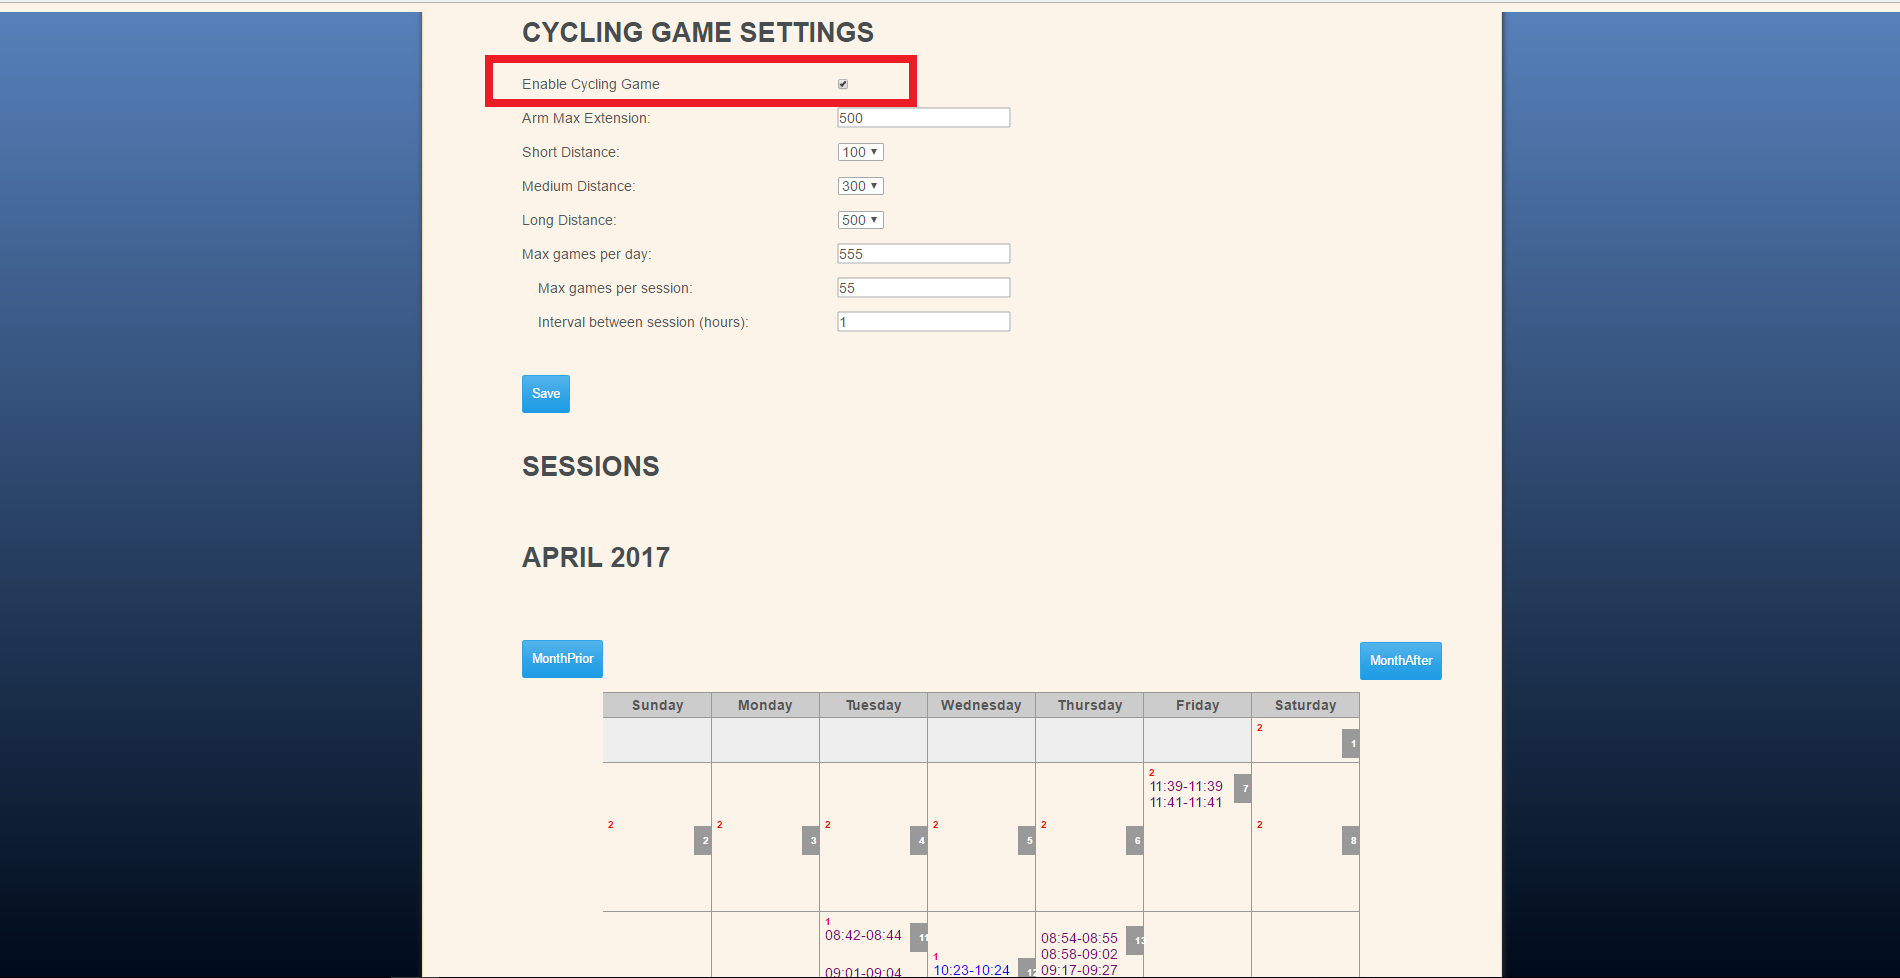 CYCLING GAME SETTINGS
Enable Cycling Game
Arm Max Extension: 500
Short Distance: 100
Medium Distance: 300
Long Distance: 500
Max games per day: 555
Max games per session: 55
Interval between session (hours): 1
Save
SESSIONS
APRIL 2017
MonthPrior MonthAfter
Sunday Monday Tuesday Wednesday Thursday Friday Saturday
2
1
2
11:39-11:39 7
11:41-11:41
2 2 2 2 2 2
2 3 4 5 6 8
1
08:42-08:44 11
08:54-08:55 13
08:58-09:02
1
09:01-09:04 10:23-10:24 12 09:17-09:27